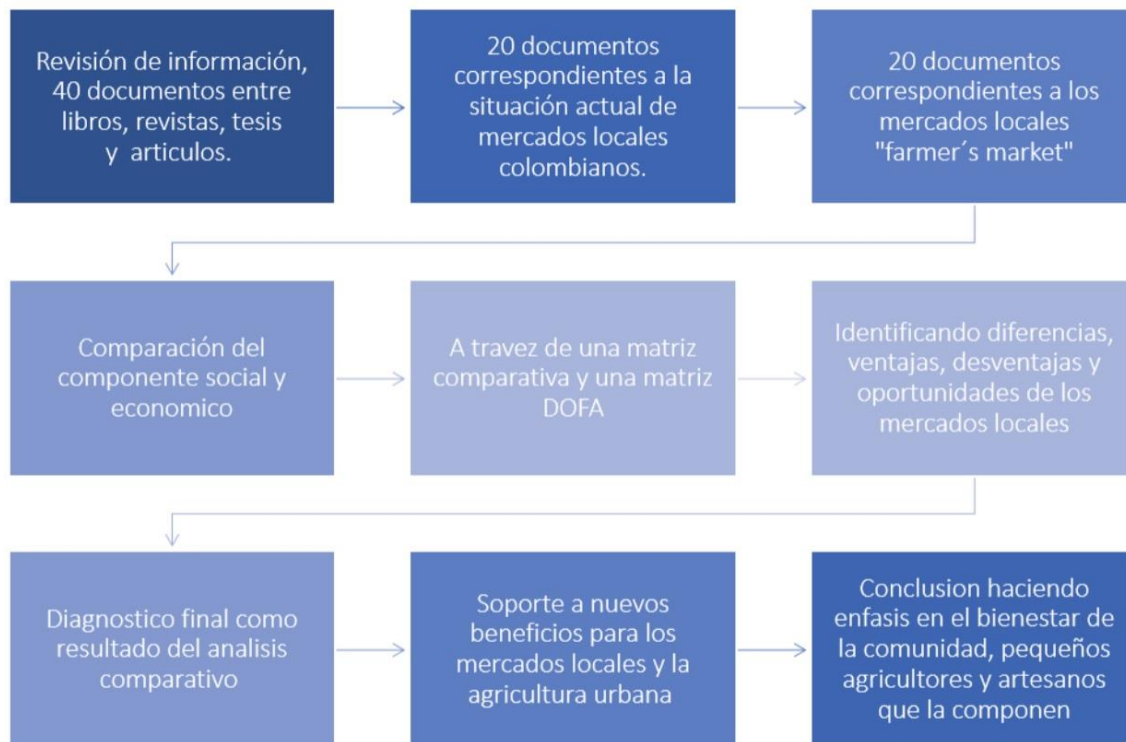 Revisión de información,
40 documentos entre
libros, revistas, tesis
y articulos.
20 documentos
correspondientes a la
situación actual de
mercados locales
colombianos.
20 documentos
correspondientes a los
mercados locales
"farmer´s market"
Comparación del
componente social y
economico
A travez de una matriz
comparativa y una matriz
DOFA
Identificando diferencias,
ventajas, desventajas y
oportunidades de los
mercados locales
Diagnostico final como
resultado del analisis
comparativo
Soporte a nuevos
beneficios para los
mercados locales y la
agricultura urbana
Conclusion haciendo
enfasis en el bienestar de
la comunidad, pequeños
agricultores y artesanos
que la componen